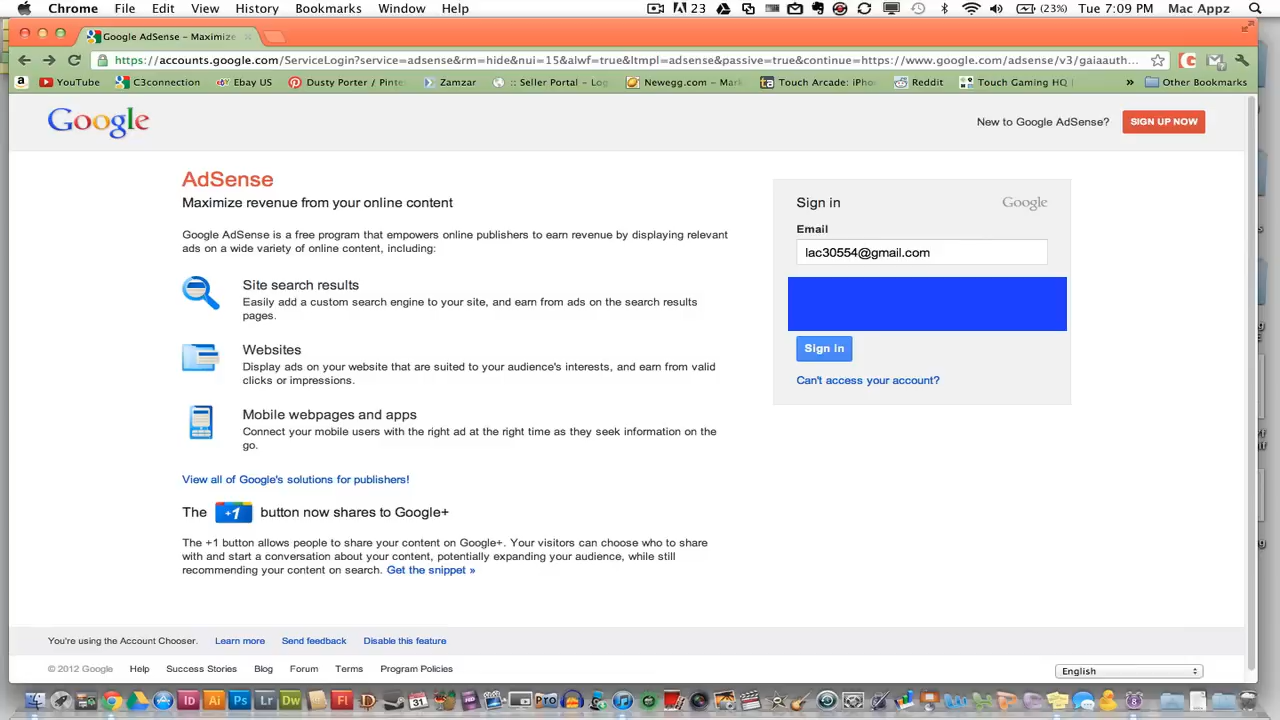 Chrome File Edit View History Bookmarks Window Help 23 (23%) Tue 7:09 PM Mac Appz
Google AdSense – Maximize
https://accounts.google.com/ServiceLogin?service=adsense&rm=hide&nui=15&alwf=true&ltmpl=adsense&passive=true&continue=https://www.google.com/adsense/v3/gaiaauth...
YouTube C3connection Ebay US Dusty Porter / Pinte Zamzar :: Seller Portal - Log Newegg.com - Mark Touch Arcade: iPho Reddit Touch Gaming HQ » Other Bookmarks
Google
New to Google AdSense? SIGN UP NOW
AdSense
Maximize revenue from your online content
Google AdSense is a free program that empowers online publishers to earn revenue by displaying relevant
ads on a wide variety of online content, including:
Site search results
Easily add a custom search engine to your site, and earn from ads on the search results
pages.
Websites
Display ads on your website that are suited to your audience's interests, and earn from valid
clicks or impressions.
Mobile webpages and apps
Connect your mobile users with the right ad at the right time as they seek information on the
go.
View all of Google's solutions for publishers!
The +1 button now shares to Google+
The +1 button allows people to share your content on Google+. Your visitors can choose who to share
with and start a conversation about your content, potentially expanding your audience, while still
recommending your content on search. Get the snippet »
Sign in Google
Email
lac30554@gmail.com
Sign in
Can't access your account?
You're using the Account Chooser. Learn more Send feedback Disable this feature
© 2012 Google Help Success Stories Blog Forum Terms Program Policies English
Id Ai Ps Lr Dw Fl D 31 PRO 8